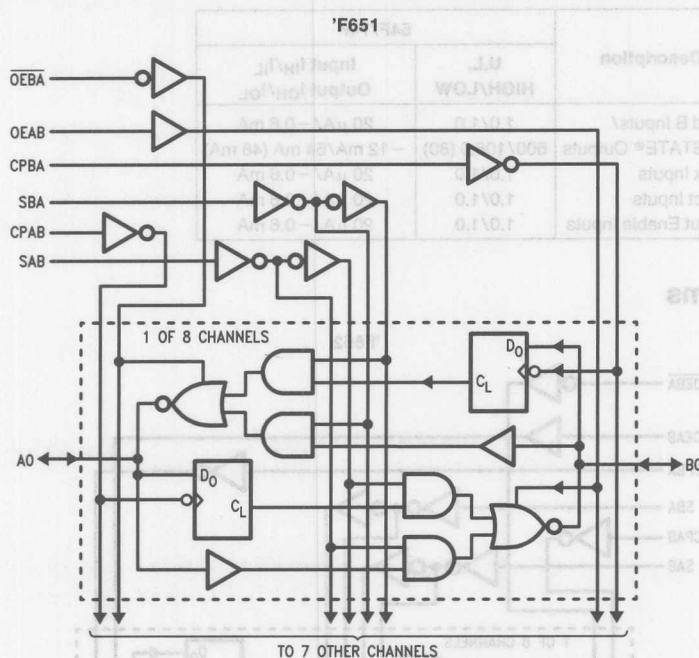 'F651
OEBA
OEAB
CPBA
SBA
CPAB
SAB
1 OF 8 CHANNELS
D0
CL
A0
D0
CL
B0
TO 7 OTHER CHANNELS